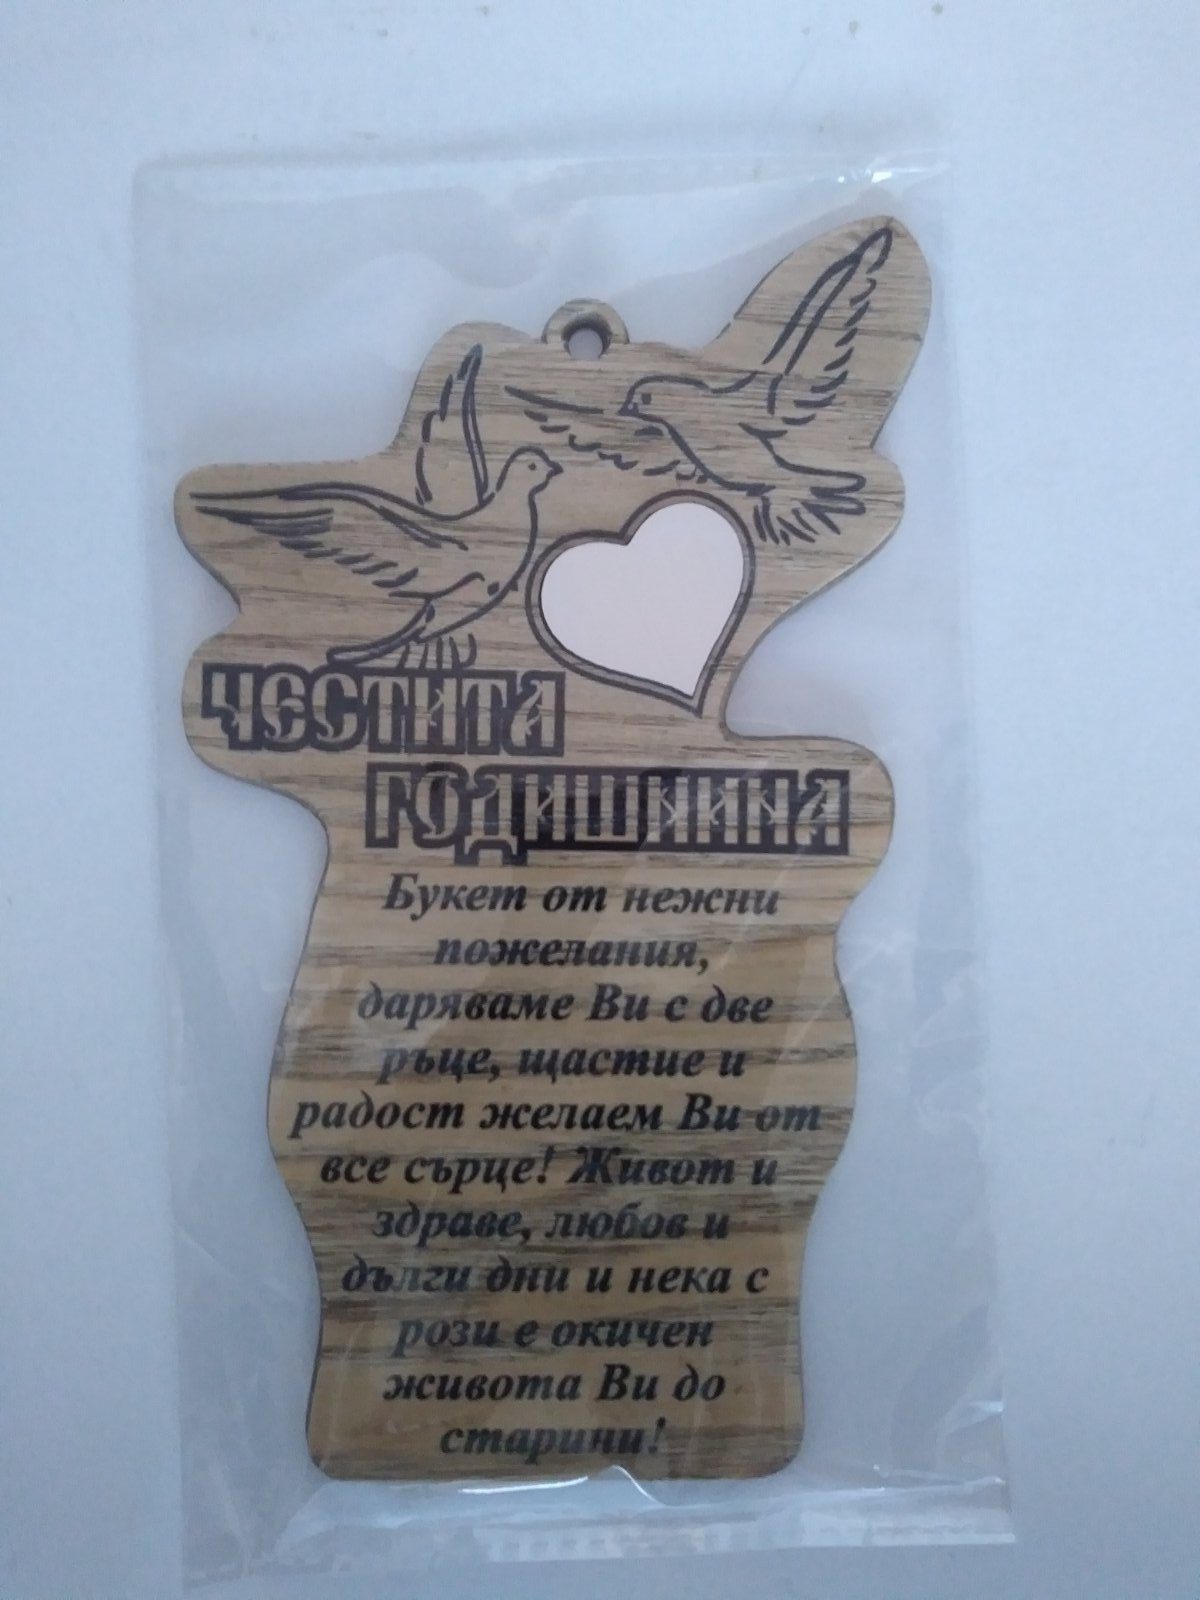 ЧЕСТИТА
ГОДИШНИНА
Букет от нежни
пожелания,
даряваме Ви с две
ръце, щастие и
радост желаем Ви от
все сърце! Живот и
здраве, любов и
дълги дни и нека с
рози е окичен
живота Ви до
старини!